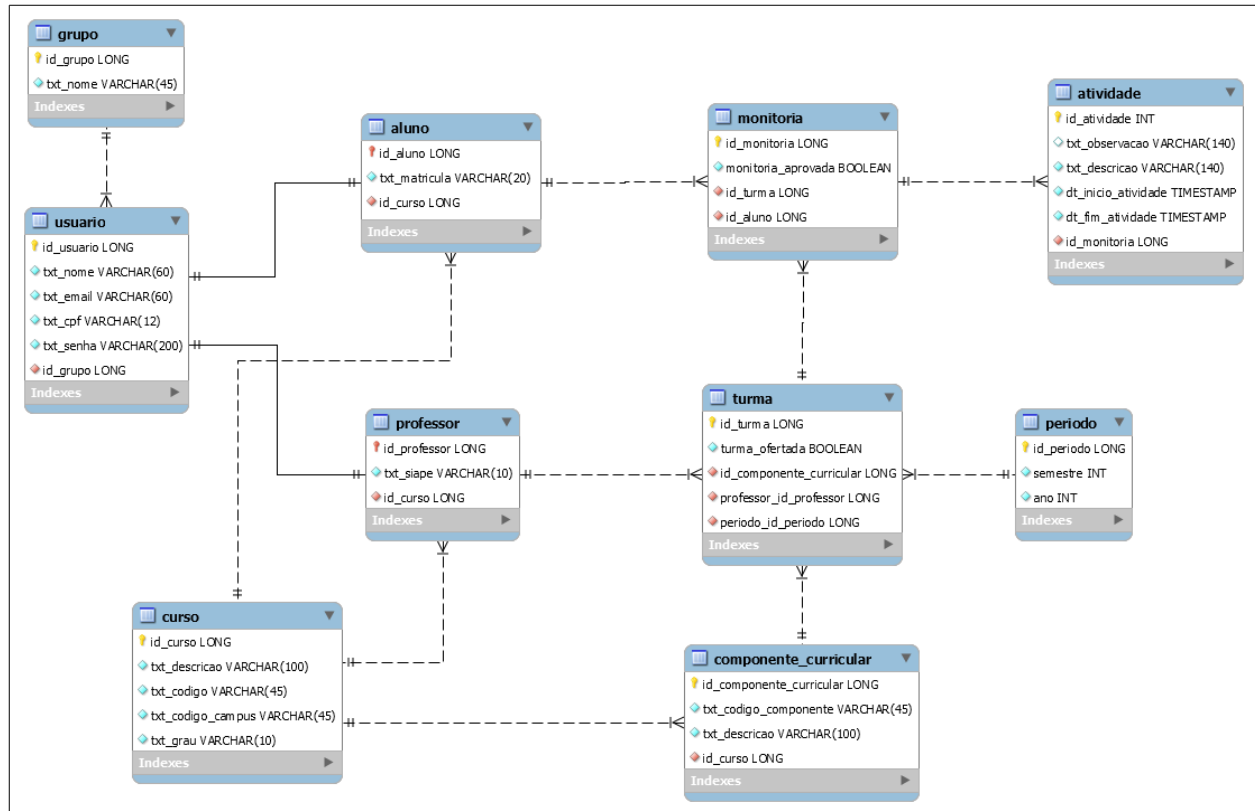 grupo
id_grupo LONG
txt_nome VARCHAR(45)
Indexes
usuario
id_usuario LONG
txt_nome VARCHAR(60)
txt_email VARCHAR(60)
txt_cpf VARCHAR(12)
txt_senha VARCHAR(200)
id_grupo LONG
Indexes
aluno
id_aluno LONG
txt_matricula VARCHAR(20)
id_curso LONG
Indexes
monitoria
id_monitoria LONG
monitoria_aprovada BOOLEAN
id_turma LONG
id_aluno LONG
Indexes
atividade
id_atividade INT
txt_observacao VARCHAR(140)
txt_descricao VARCHAR(140)
dt_inicio_atividade TIMESTAMP
dt_fim_atividade TIMESTAMP
id_monitoria LONG
Indexes
professor
id_professor LONG
txt_siape VARCHAR(10)
id_curso LONG
Indexes
turma
id_turma LONG
turma_ofertada BOOLEAN
id_componente_curricular LONG
professor_id_professor LONG
periodo_id_periodo LONG
Indexes
periodo
id_periodo LONG
semestre INT
ano INT
Indexes
curso
id_curso LONG
txt_descricao VARCHAR(100)
txt_codigo VARCHAR(45)
txt_codigo_campus VARCHAR(45)
txt_grau VARCHAR(10)
Indexes
componente_curricular
id_componente_curricular LONG
txt_codigo_componente VARCHAR(45)
txt_descricao VARCHAR(100)
id_curso LONG
Indexes